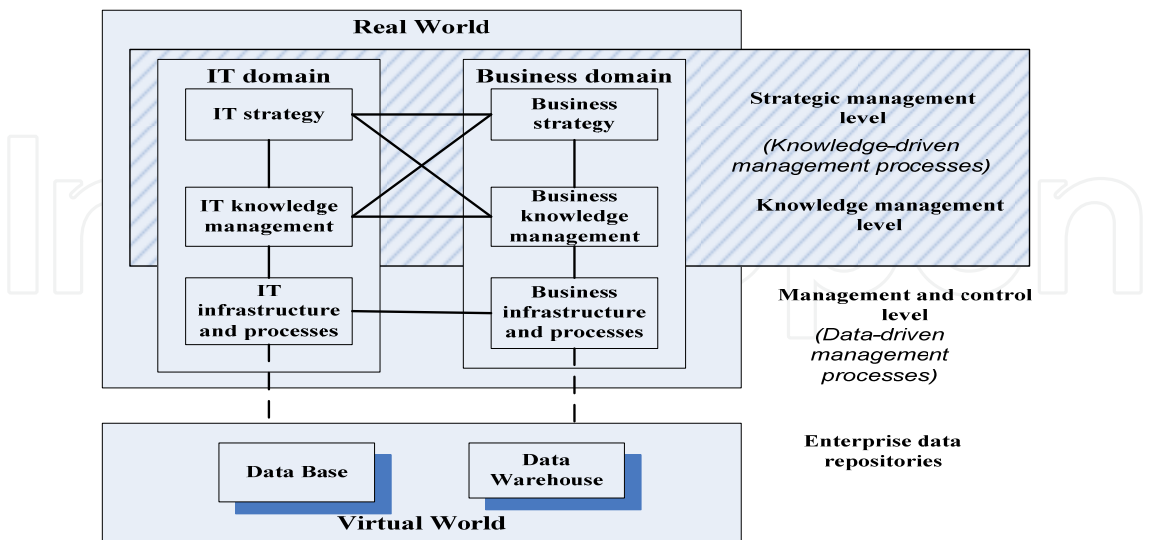 Real World
IT domain
Business domain
IT strategy
Business
strategy
Strategic management
level
(Knowledge-driven
management processes)
IT knowledge
management
Business
knowledge
management
Knowledge management
level
IT
infrastructure
and processes
Business
infrastructure
and processes
Management and control
level
(Data-driven
management
processes)
Data Base
Data
Warehouse
Enterprise data
repositories
Virtual World